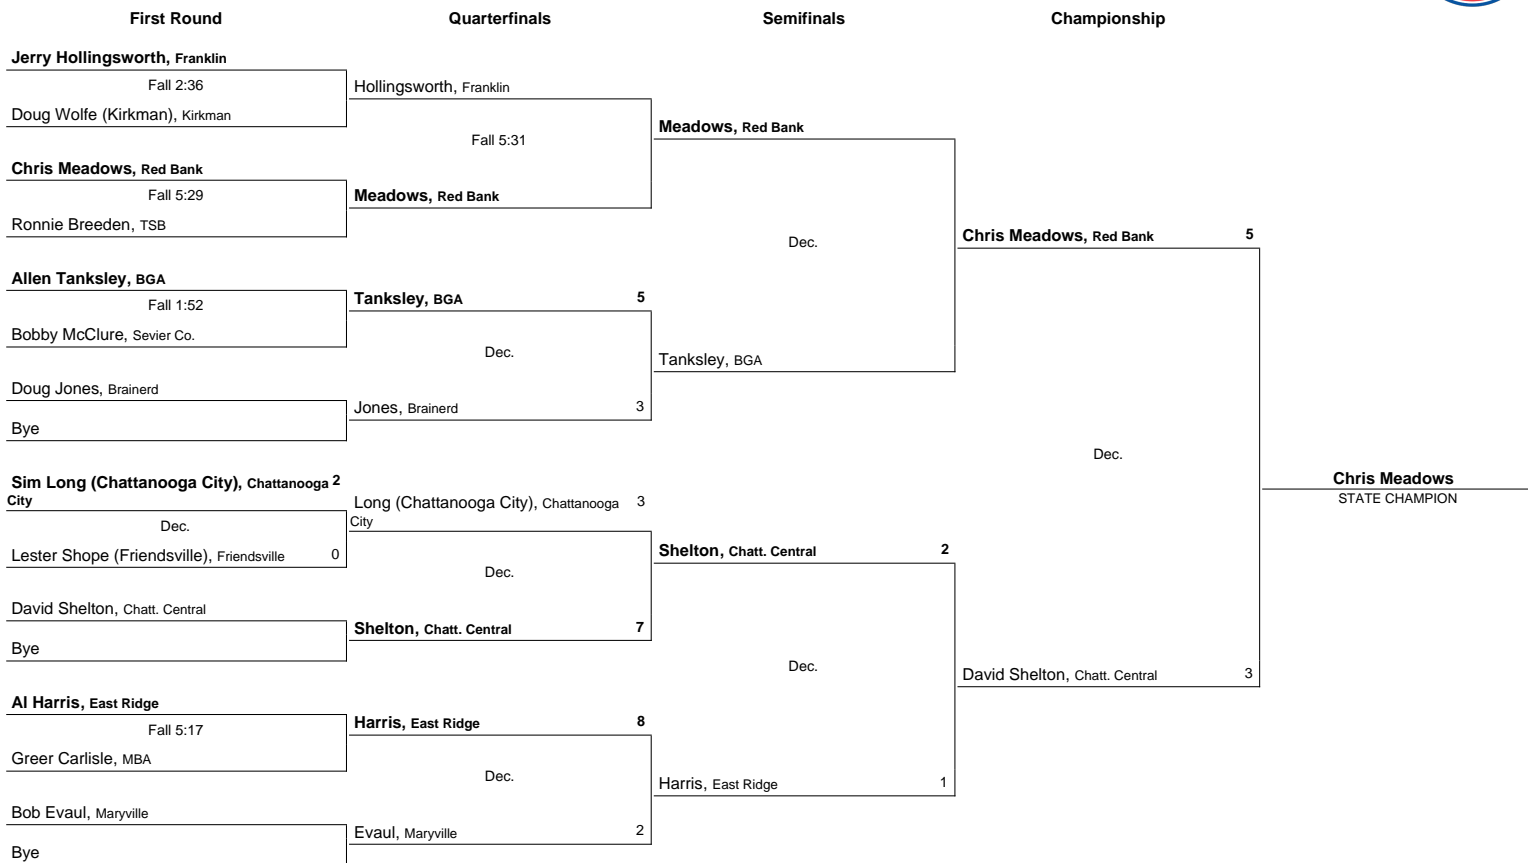 First Round
Quarterfinals
Semifinals
Championship
Jerry Hollingsworth, Franklin
Fall 2:36
Doug Wolfe (Kirkman), Kirkman
Chris Meadows, Red Bank
Fall 5:29
Ronnie Breeden, TSB
Allen Tanksley, BGA
Fall 1:52
Bobby McClure, Sevier Co.
Doug Jones, Brainerd
Bye
Sim Long (Chattanooga City), Chattanooga 2
City
Dec.
Lester Shope (Friendsville), Friendsville 0
David Shelton, Chatt. Central
Bye
Al Harris, East Ridge
Fall 5:17
Greer Carlisle, MBA
Bob Evaul, Maryville
Bye
Hollingsworth, Franklin
Fall 5:31
Meadows, Red Bank
Tanksley, BGA 5
Dec.
Jones, Brainerd 3
Long (Chattanooga City), Chattanooga 3
City
Dec.
Shelton, Chatt. Central 7
Harris, East Ridge 8
Dec.
Evaul, Maryville 2
Meadows, Red Bank
Dec.
Tanksley, BGA
Shelton, Chatt. Central 2
Dec.
Harris, East Ridge 1
Chris Meadows, Red Bank 5
Dec.
David Shelton, Chatt. Central 3
Chris Meadows
STATE CHAMPION